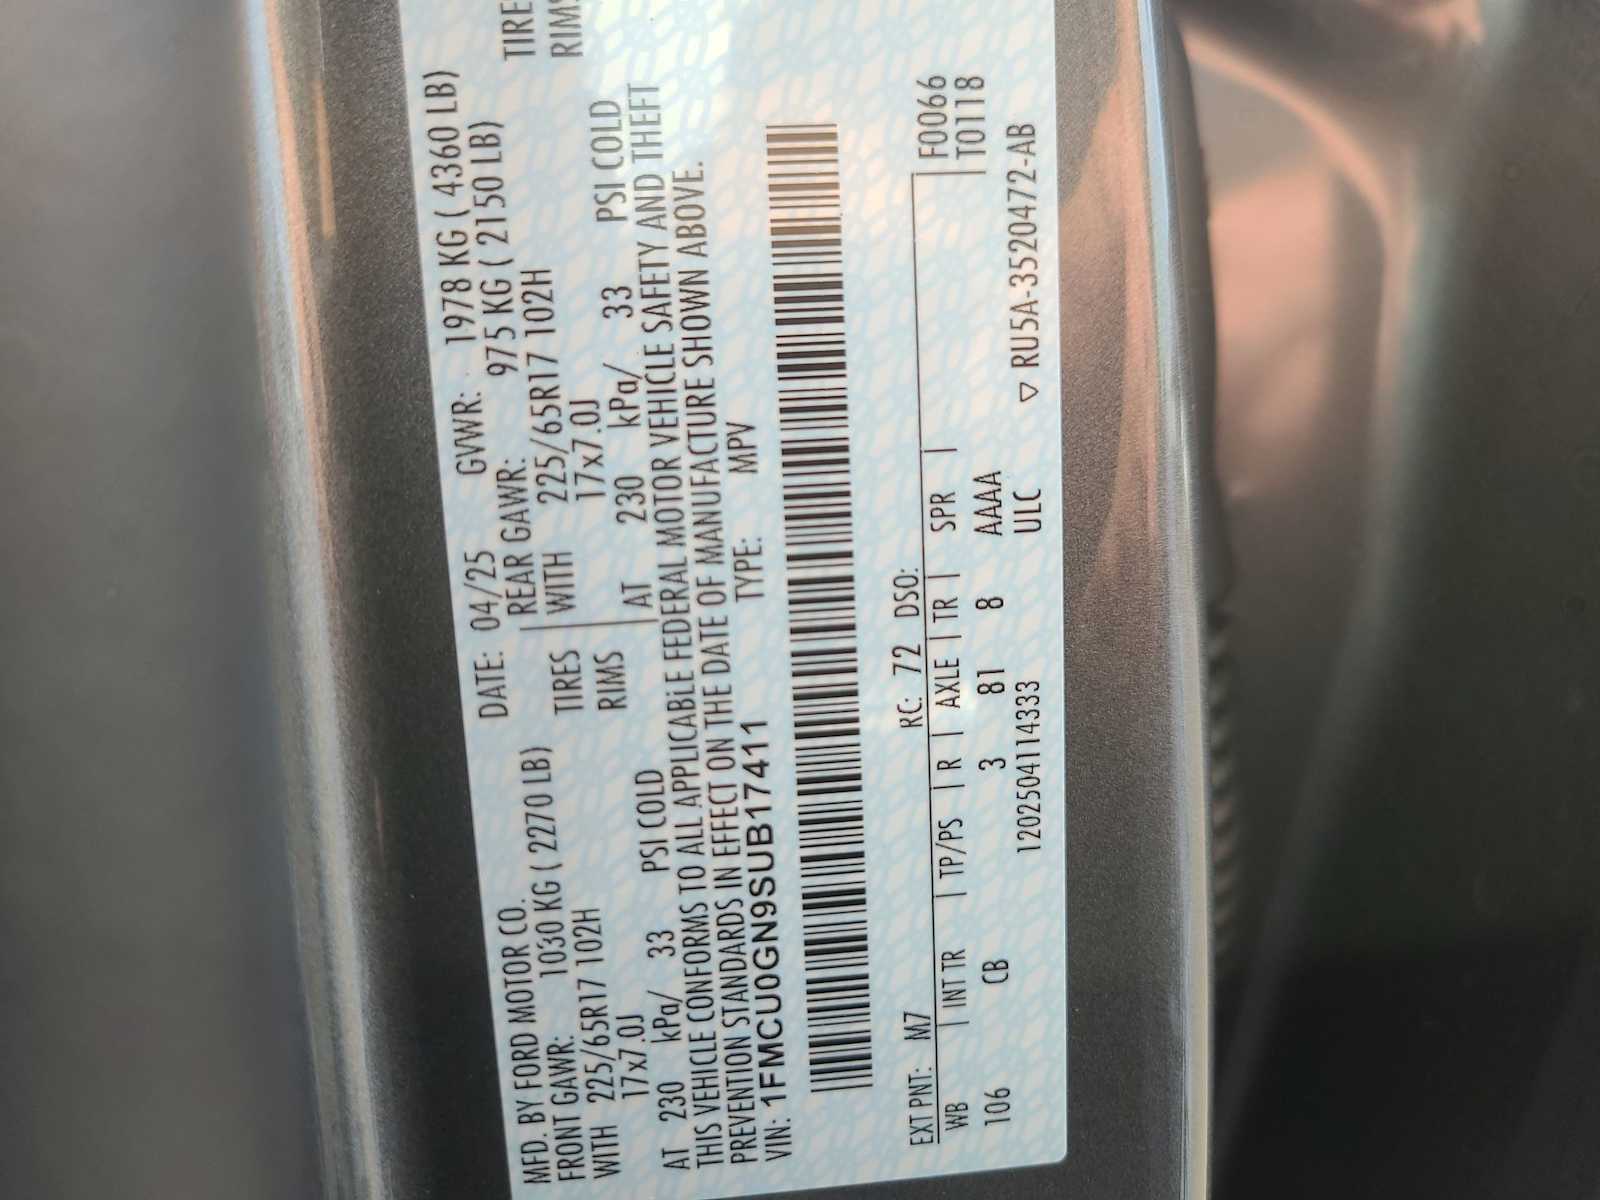 MFD. BY FORD MOTOR CO.
DATE: 04/25 GVWR: 1978 KG ( 4360 LB)
FRONT GAWR: 1030 KG ( 2270 LB) REAR GAWR: 975 KG ( 2150 LB)
WITH 225/65R17 102H TIRES WITH 225/65R17 102H TIRE
17x7.0J RIMS 17x7.0J RIMS
AT 230 kPa/ 33 PSI COLD AT 230 kPa/ 33 PSI COLD
THIS VEHICLE CONFORMS TO ALL APPLICABLE FEDERAL MOTOR VEHICLE SAFETY AND THEFT
PREVENTION STANDARDS IN EFFECT ON THE DATE OF MANUFACTURE SHOWN ABOVE.
VIN: 1FMCU0GN9SUB17411 TYPE: MPV
EXT PNT: M7 RC: 72 DSO: F0066
WB | INT TR | TP/PS | R | AXLE | TR | SPR | T0118
106 CB 3 81 8 AAAA
1202504114333 ULC ▽ RU5A-3520472-AB